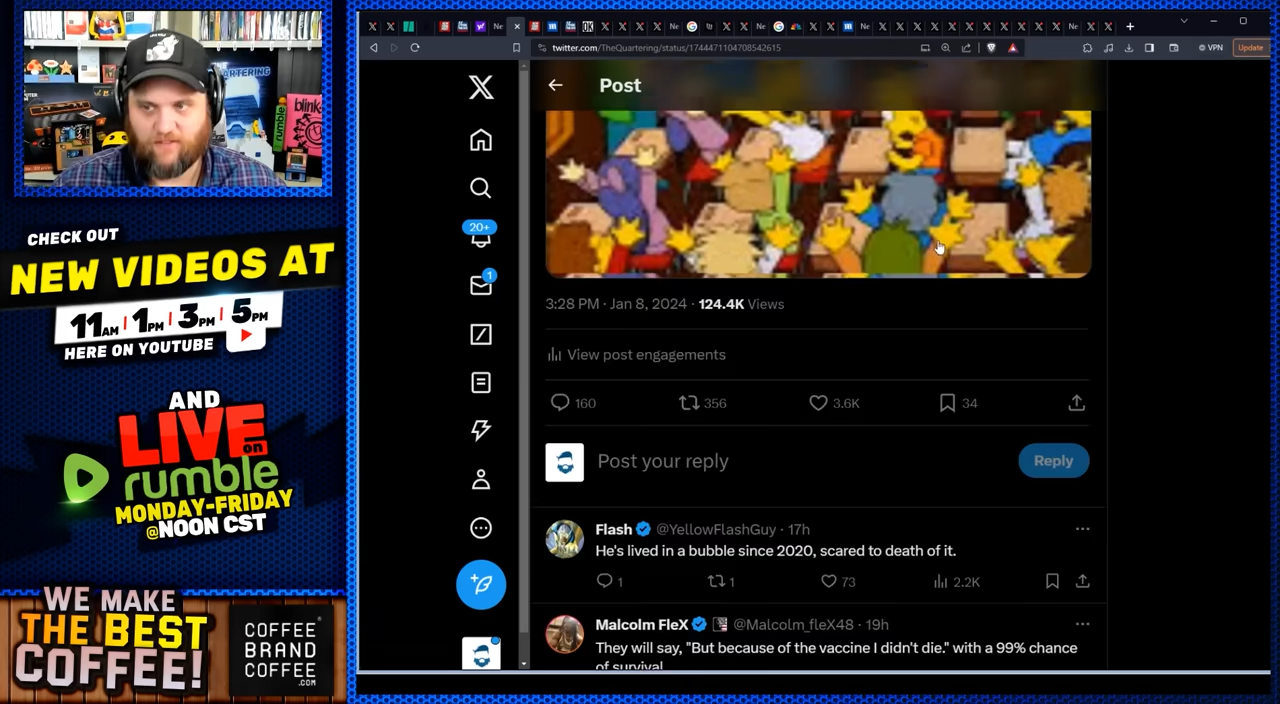 ARTERING
blink
rumble
CHECK OUT
NEW VIDEOS AT
11AM | 1PM | 3PM | 5PM
HERE ON YOUTUBE
AND
LIVE
on
rumble
MONDAY-FRIDAY
@NOON CST
WE MAKE
THE BEST
COFFEE!
COFFEE
BRAND
COFFEE
.COM
twitter.com/TheQuartering/status/1744471104708542615
VPN
Update
Post
20+
1
3:28 PM · Jan 8, 2024 · 124.4K Views
View post engagements
160 356 3.6K 34
Post your reply
Reply
Flash @YellowFlashGuy · 17h
He's lived in a bubble since 2020, scared to death of it.
1 1 73 2.2K
Malcolm FleX @Malcolm_fleX48 · 19h
They will say, "But because of the vaccine I didn't die." with a 99% chance
of survival